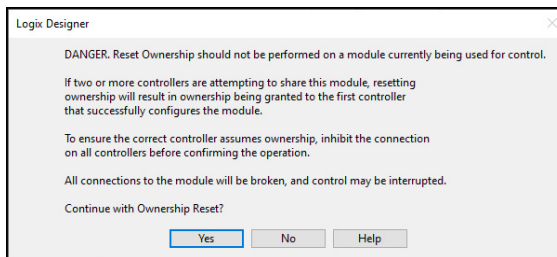 Logix Designer
DANGER. Reset Ownership should not be performed on a module currently being used for control.
If two or more controllers are attempting to share this module, resetting
ownership will result in ownership being granted to the first controller
that successfully configures the module.
To ensure the correct controller assumes ownership, inhibit the connection
on all controllers before confirming the operation.
All connections to the module will be broken, and control may be interrupted.
Continue with Ownership Reset?
Yes No Help